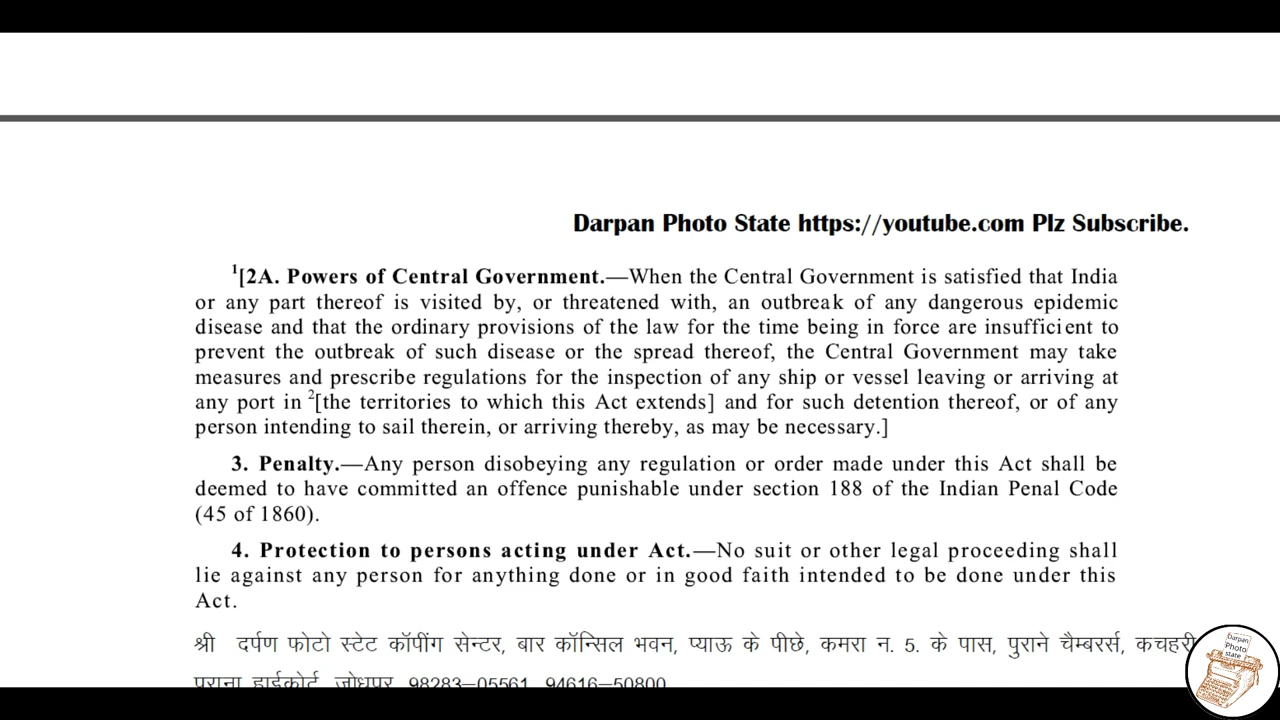 Darpan Photo State https://youtube.com Plz Subscribe.
1[2A. Powers of Central Government.—When the Central Government is satisfied that India
or any part thereof is visited by, or threatened with, an outbreak of any dangerous epidemic
disease and that the ordinary provisions of the law for the time being in force are insufficient to
prevent the outbreak of such disease or the spread thereof, the Central Government may take
measures and prescribe regulations for the inspection of any ship or vessel leaving or arriving at
any port in 2[the territories to which this Act extends] and for such detention thereof, or of any
person intending to sail therein, or arriving thereby, as may be necessary.]
3. Penalty.—Any person disobeying any regulation or order made under this Act shall be
deemed to have committed an offence punishable under section 188 of the Indian Penal Code
(45 of 1860).
4. Protection to persons acting under Act.—No suit or other legal proceeding shall
lie against any person for anything done or in good faith intended to be done under this
Act.
श्री दर्पण फोटो स्टेट कॉपींग सेन्टर, बार कॉन्सिल भवन, प्याऊ के पीछे, कमरा न. 5. के पास, पुराने चैम्बरर्स, कचहरी
पुराना हाईकोर्ट, जोधपुर, 98283–05561, 94616–50800
Darpan
Photo
state